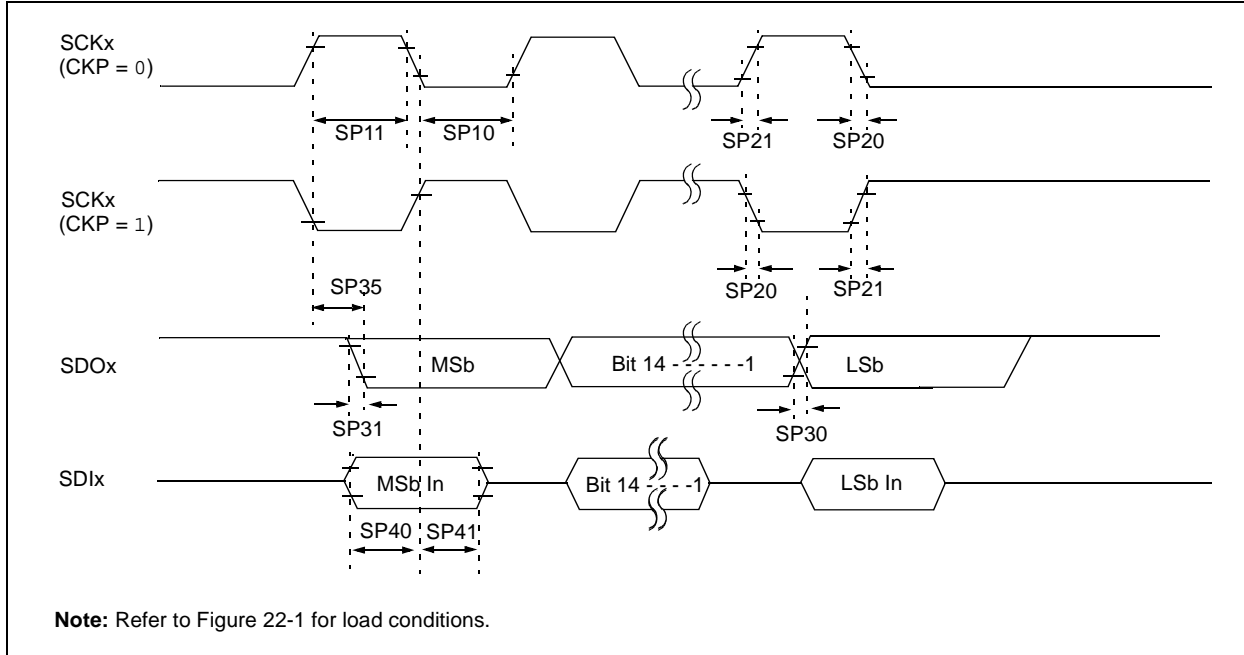 SCKx
(CKP = 0)
SP11
SP10
SP21
SP20
SCKx
(CKP = 1)
SP35
SP20
SP21
SDOx
MSb
Bit 14 - - - - - -1
LSb
SP31
SP30
SDIx
MSb In
Bit 14 - - - -1
LSb In
SP40
SP41
Note: Refer to Figure 22-1 for load conditions.